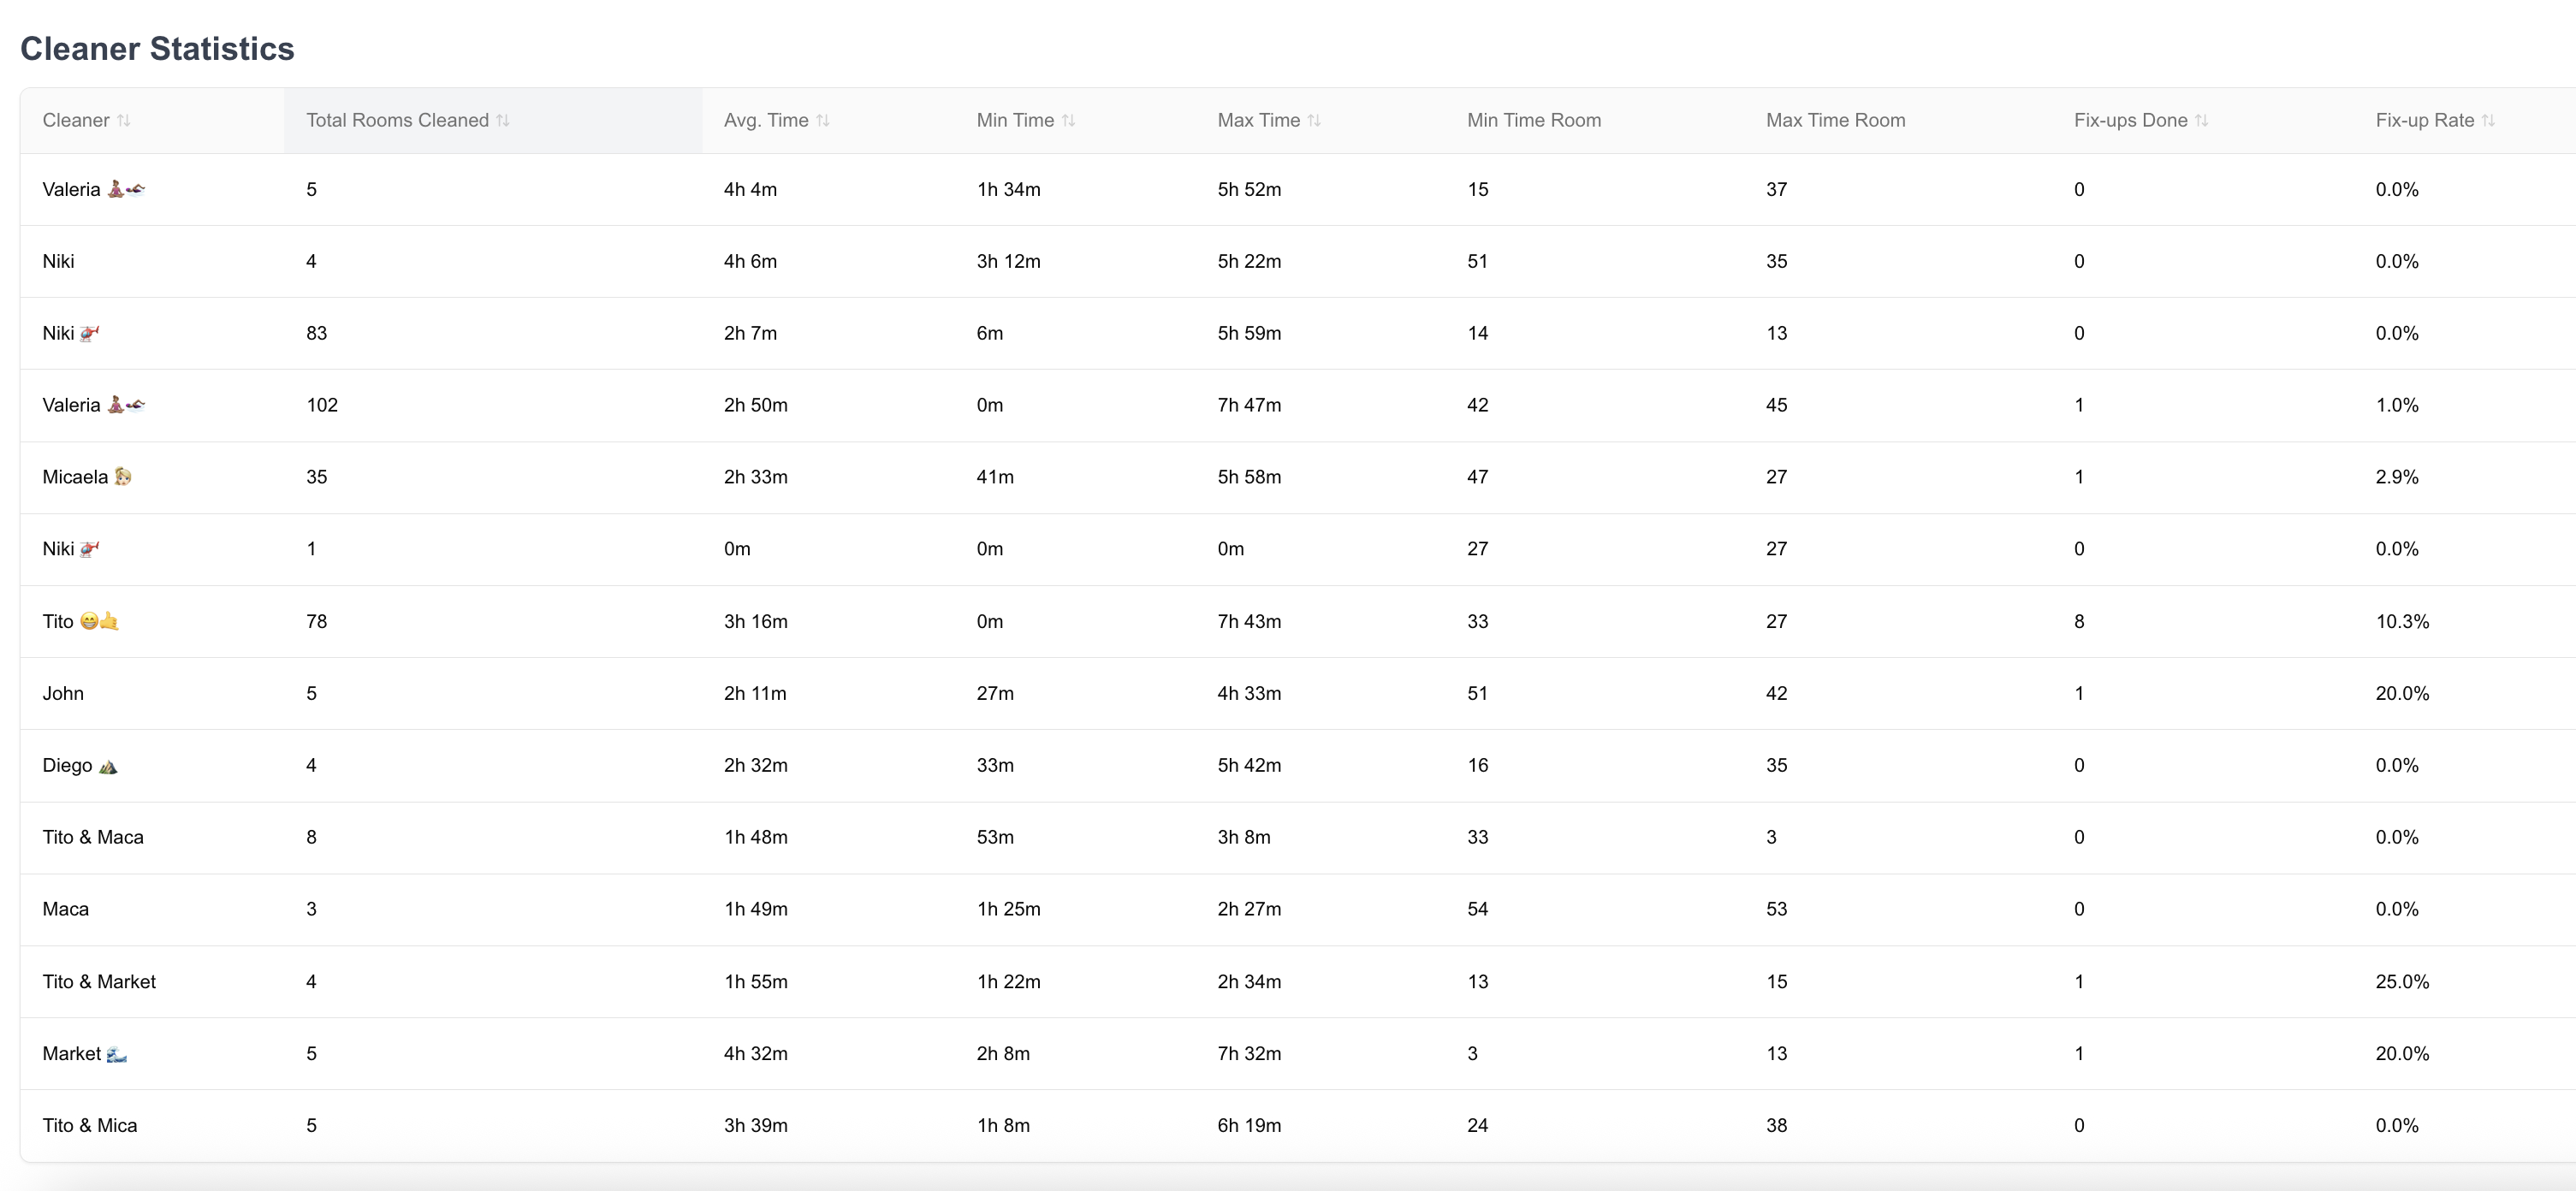 Cleaner Statistics
Cleaner Total Rooms Cleaned Avg. Time Min Time Max Time Min Time Room Max Time Room Fix-ups Done Fix-up Rate
Valeria 🧘🏽‍♀️🏊🏽‍♀️ 5 4h 4m 1h 34m 5h 52m 15 37 0 0.0%
Niki 4 4h 6m 3h 12m 5h 22m 51 35 0 0.0%
Niki 🚁 83 2h 7m 6m 5h 59m 14 13 0 0.0%
Valeria 🧘🏽‍♀️🏊🏽‍♀️ 102 2h 50m 0m 7h 47m 42 45 1 1.0%
Micaela 🧖🏼‍♀️ 35 2h 33m 41m 5h 58m 47 27 1 2.9%
Niki 🚁 1 0m 0m 0m 27 27 0 0.0%
Tito 😁🤙 78 3h 16m 0m 7h 43m 33 27 8 10.3%
John 5 2h 11m 27m 4h 33m 51 42 1 20.0%
Diego ⛰️ 4 2h 32m 33m 5h 42m 16 35 0 0.0%
Tito & Maca 8 1h 48m 53m 3h 8m 33 3 0 0.0%
Maca 3 1h 49m 1h 25m 2h 27m 54 53 0 0.0%
Tito & Market 4 1h 55m 1h 22m 2h 34m 13 15 1 25.0%
Market 🌊 5 4h 32m 2h 8m 7h 32m 3 13 1 20.0%
Tito & Mica 5 3h 39m 1h 8m 6h 19m 24 38 0 0.0%